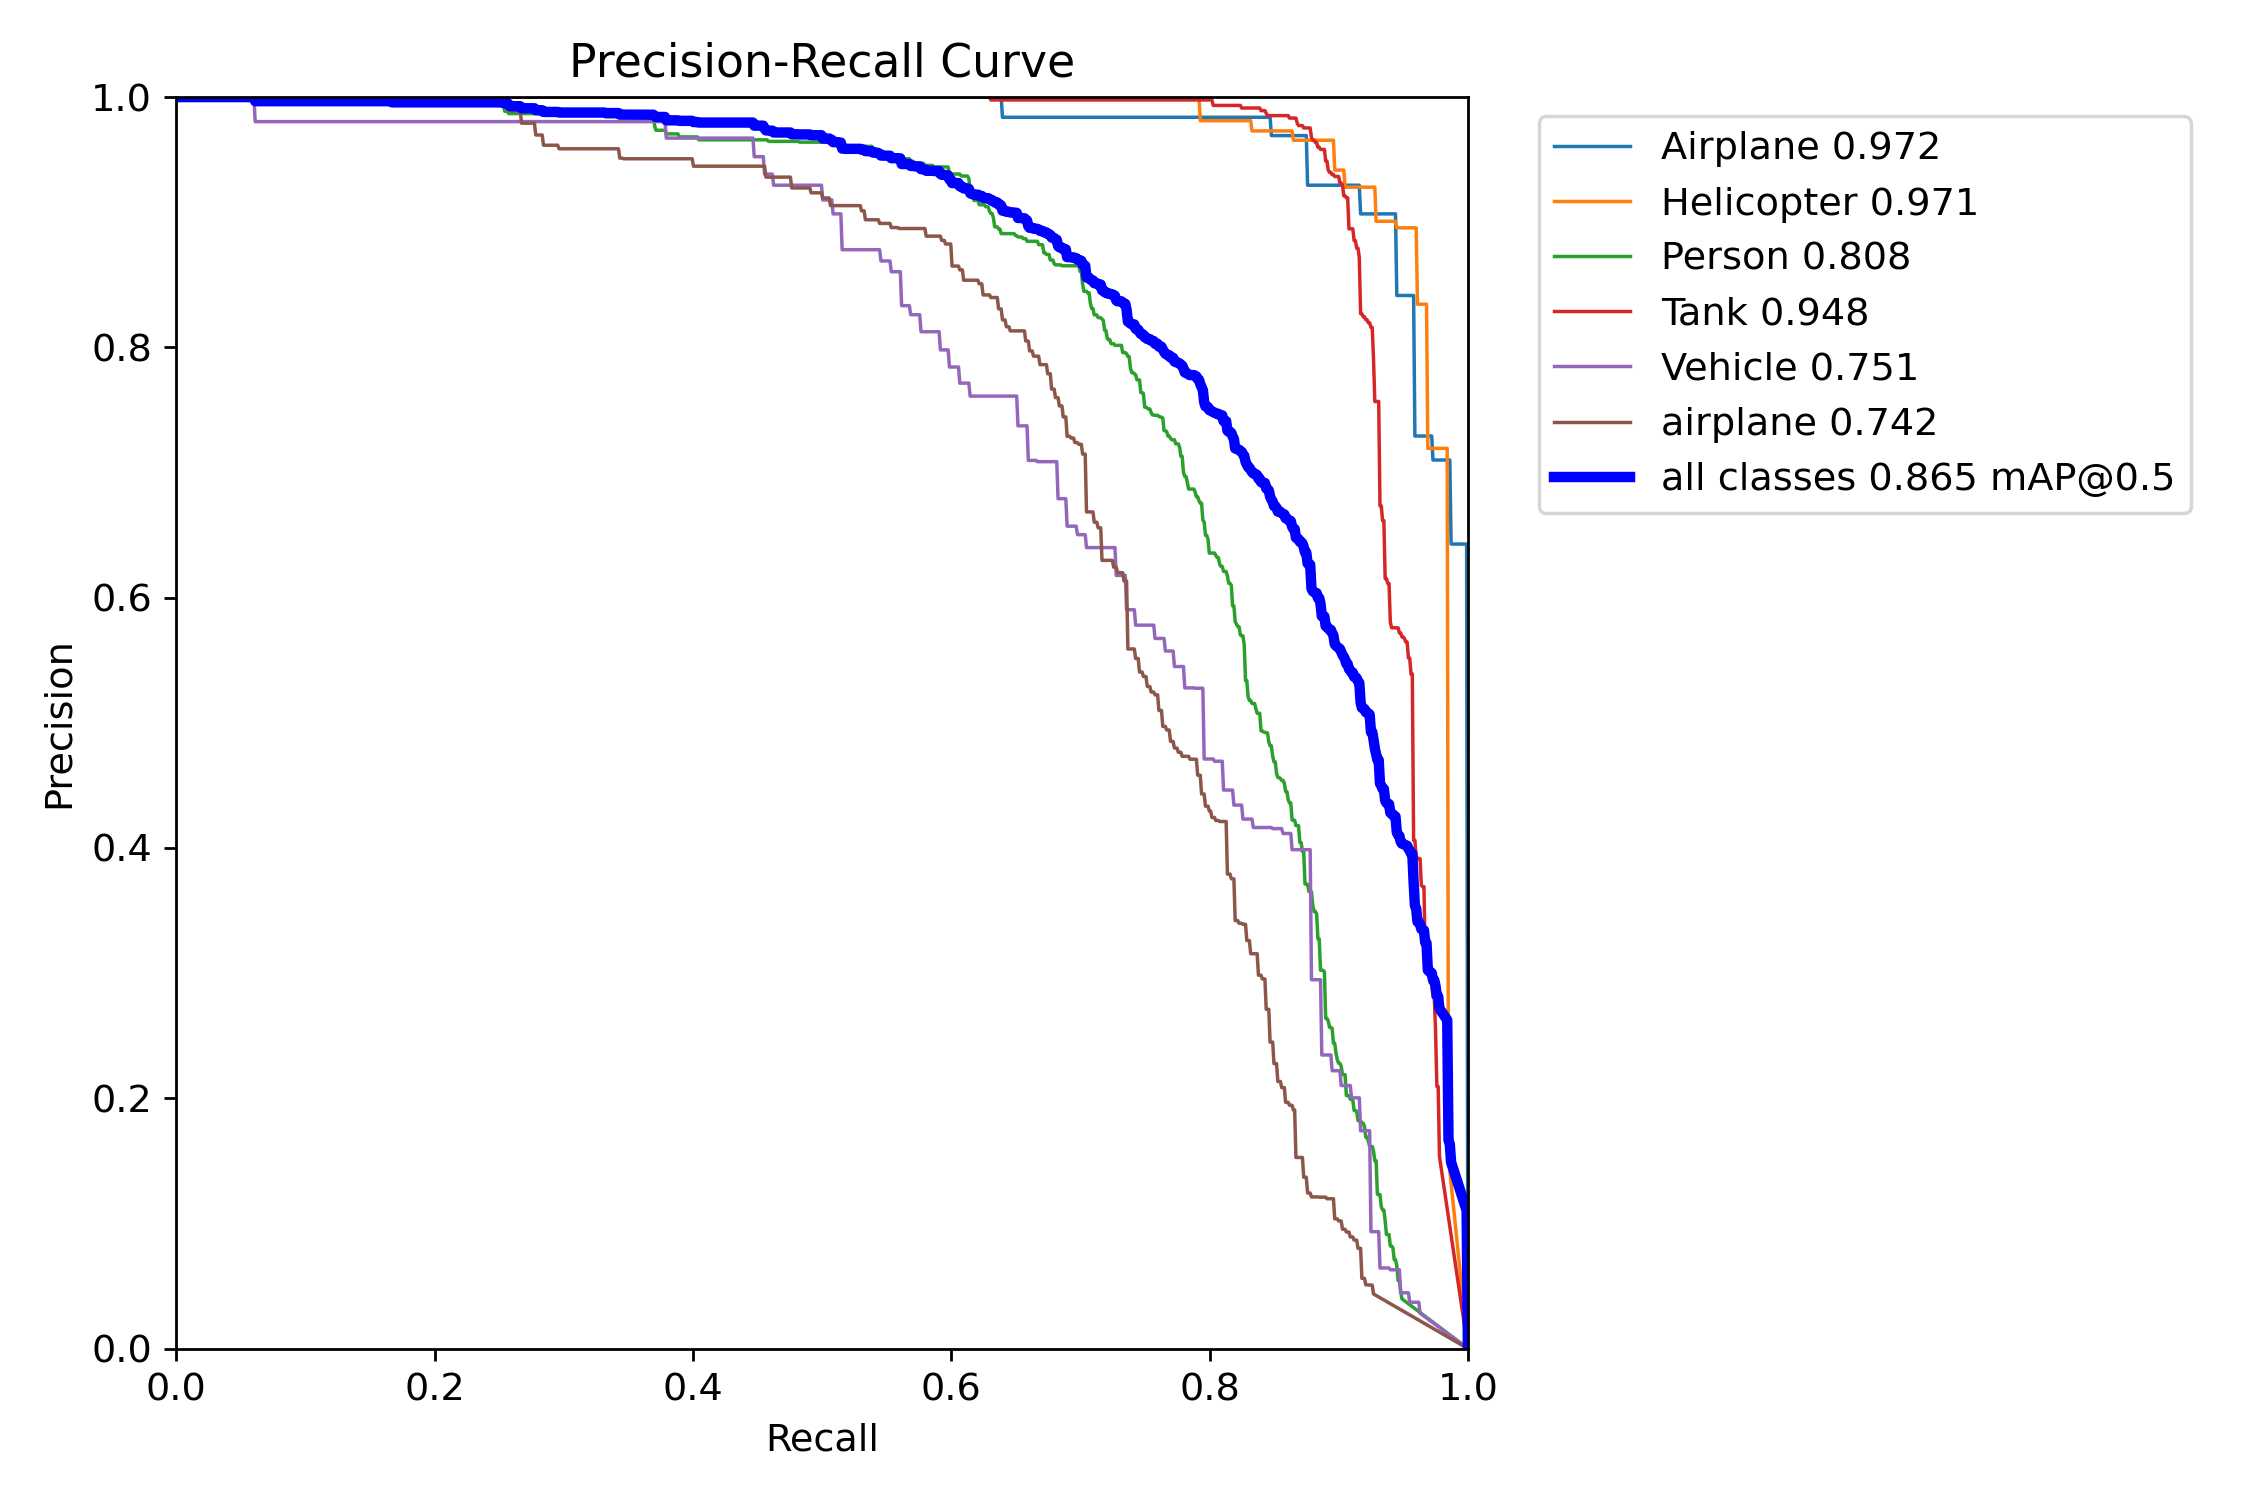 Precision-Recall Curve
1.0
0.8
0.6
0.4
0.2
0.0
Precision
0.0 0.2 0.4 0.6 0.8 1.0
Recall
Airplane 0.972
Helicopter 0.971
Person 0.808
Tank 0.948
Vehicle 0.751
airplane 0.742
all classes 0.865 mAP@0.5